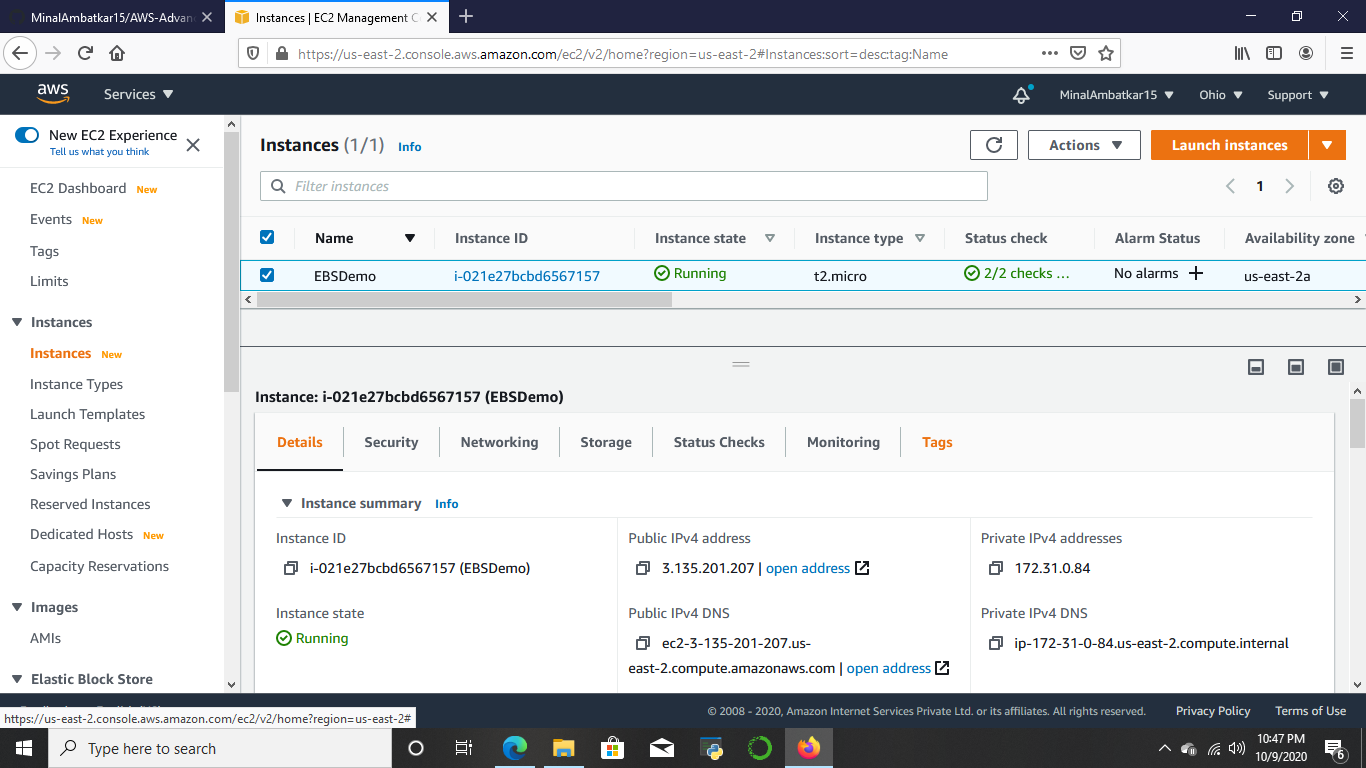 MinalAmbatkar15/AWS-Advan
Instances | EC2 Management C
https://us-east-2.console.aws.amazon.com/ec2/v2/home?region=us-east-2#Instances:sort=desc:tag:Name
aws
Services
MinalAmbatkar15
Ohio
Support
New EC2 Experience
Tell us what you think
EC2 Dashboard New
Events New
Tags
Limits
Instances
Instances New
Instance Types
Launch Templates
Spot Requests
Savings Plans
Reserved Instances
Dedicated Hosts New
Capacity Reservations
Images
AMIs
Elastic Block Store
Instances (1/1) Info
Actions
Launch instances
Filter instances
1
Name Instance ID Instance state Instance type Status check Alarm Status Availability zone
EBSDemo i-021e27bcbd6567157 Running t2.micro 2/2 checks ... No alarms us-east-2a
Instance: i-021e27bcbd6567157 (EBSDemo)
Details Security Networking Storage Status Checks Monitoring Tags
Instance summary Info
Instance ID
i-021e27bcbd6567157 (EBSDemo)
Public IPv4 address
3.135.201.207 | open address
Private IPv4 addresses
172.31.0.84
Instance state
Running
Public IPv4 DNS
ec2-3-135-201-207.us-
east-2.compute.amazonaws.com | open address
Private IPv4 DNS
ip-172-31-0-84.us-east-2.compute.internal
https://us-east-2.console.aws.amazon.com/ec2/v2/home?region=us-east-2#
© 2008 - 2020, Amazon Internet Services Private Ltd. or its affiliates. All rights reserved.
Privacy Policy
Terms of Use
Type here to search
10:47 PM
10/9/2020
6